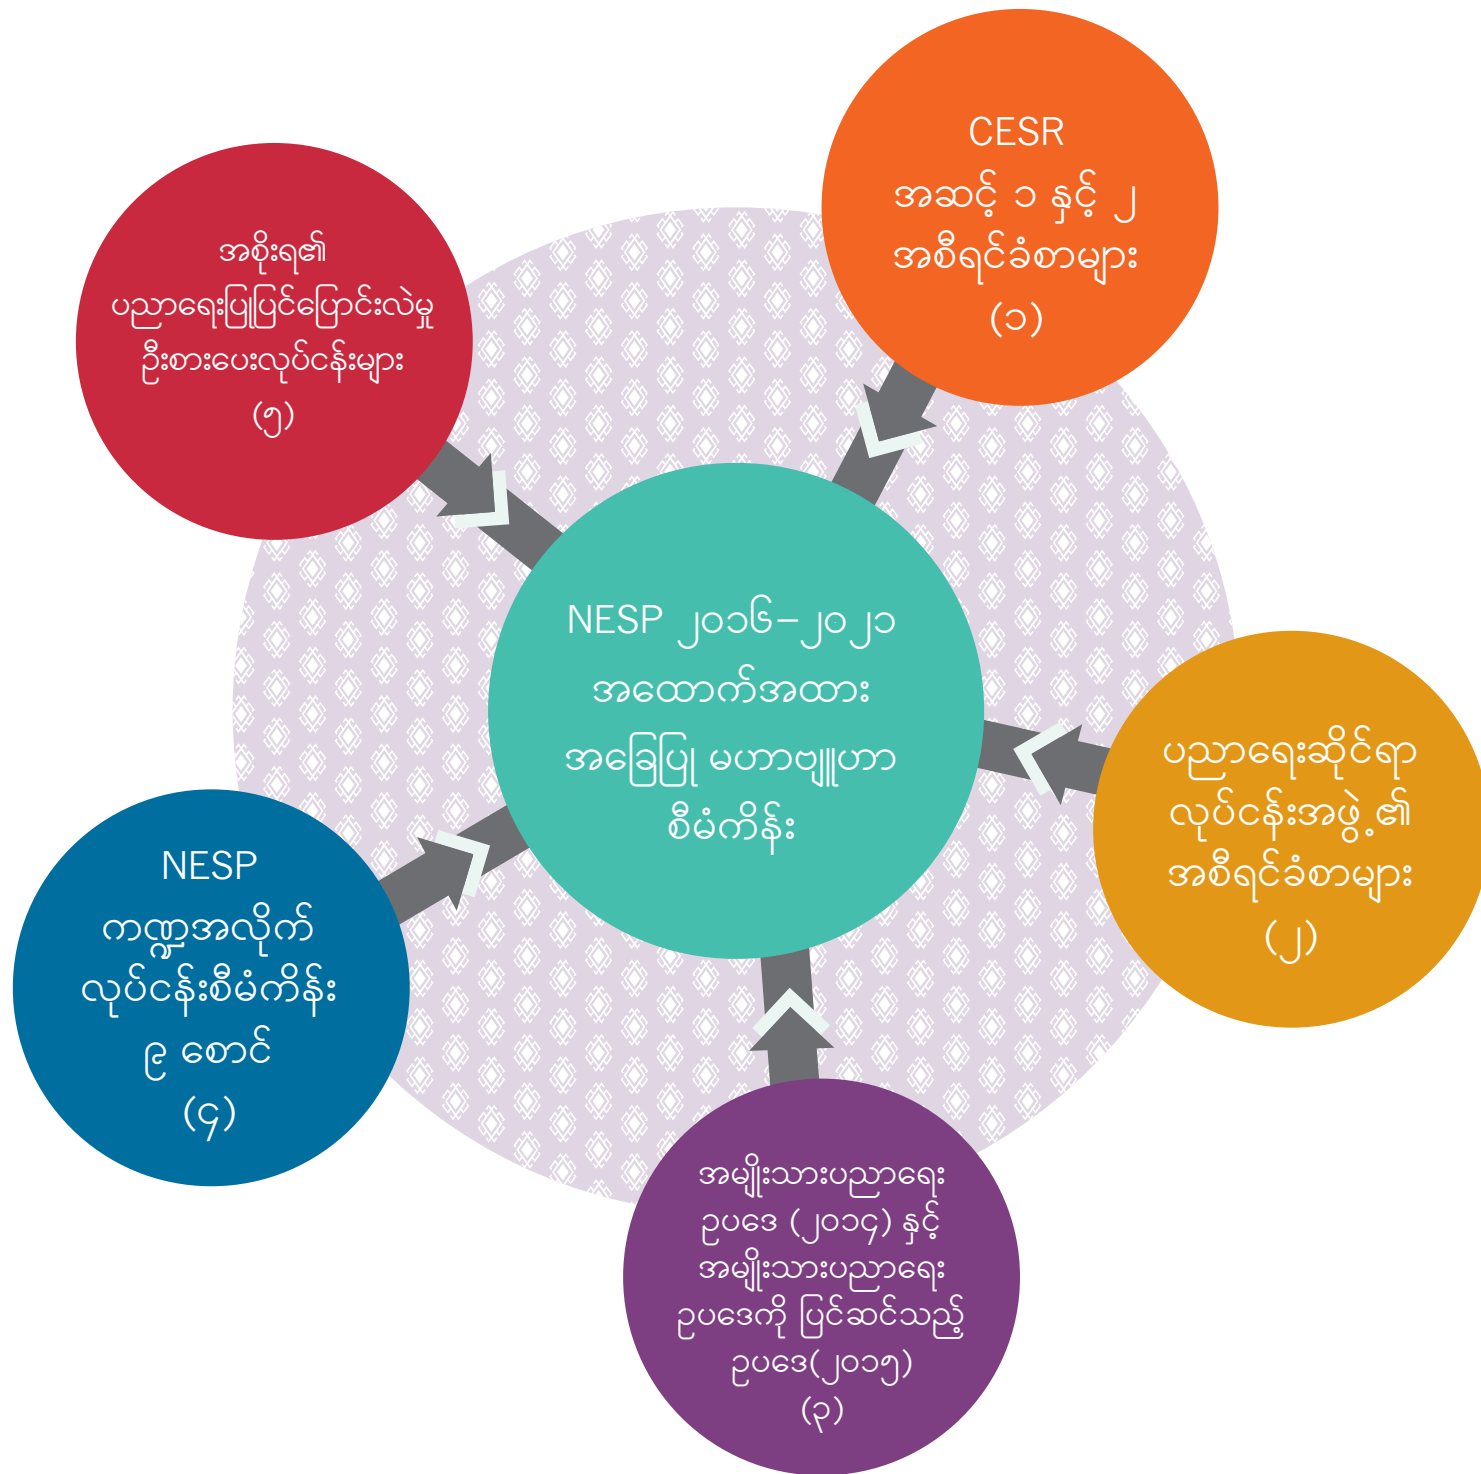 CESR
အဆင့် ၁ နှင့် ၂
အစီရင်ခံစာများ
(၁)
ပညာရေးဆိုင်ရာ
လုပ်ငန်းအဖွဲ့၏
အစီရင်ခံစာများ
(၂)
အမျိုးသားပညာရေး
ဥပဒေ (၂၀၁၄) နှင့်
အမျိုးသားပညာရေး
ဥပဒေကို ပြင်ဆင်သည့်
ဥပဒေ(၂၀၁၅)
(၃)
NESP
ကဏ္ဍအလိုက်
လုပ်ငန်းစီမံကိန်း
၉ စောင်
(၄)
အစိုးရ၏
ပညာရေးပြုပြင်ပြောင်းလဲမှု
ဦးစားပေးလုပ်ငန်းများ
(၅)
NESP ၂၀၁၆–၂၀၂၁
အထောက်အထား
အခြေပြု မဟာဗျူဟာ
စီမံကိန်း